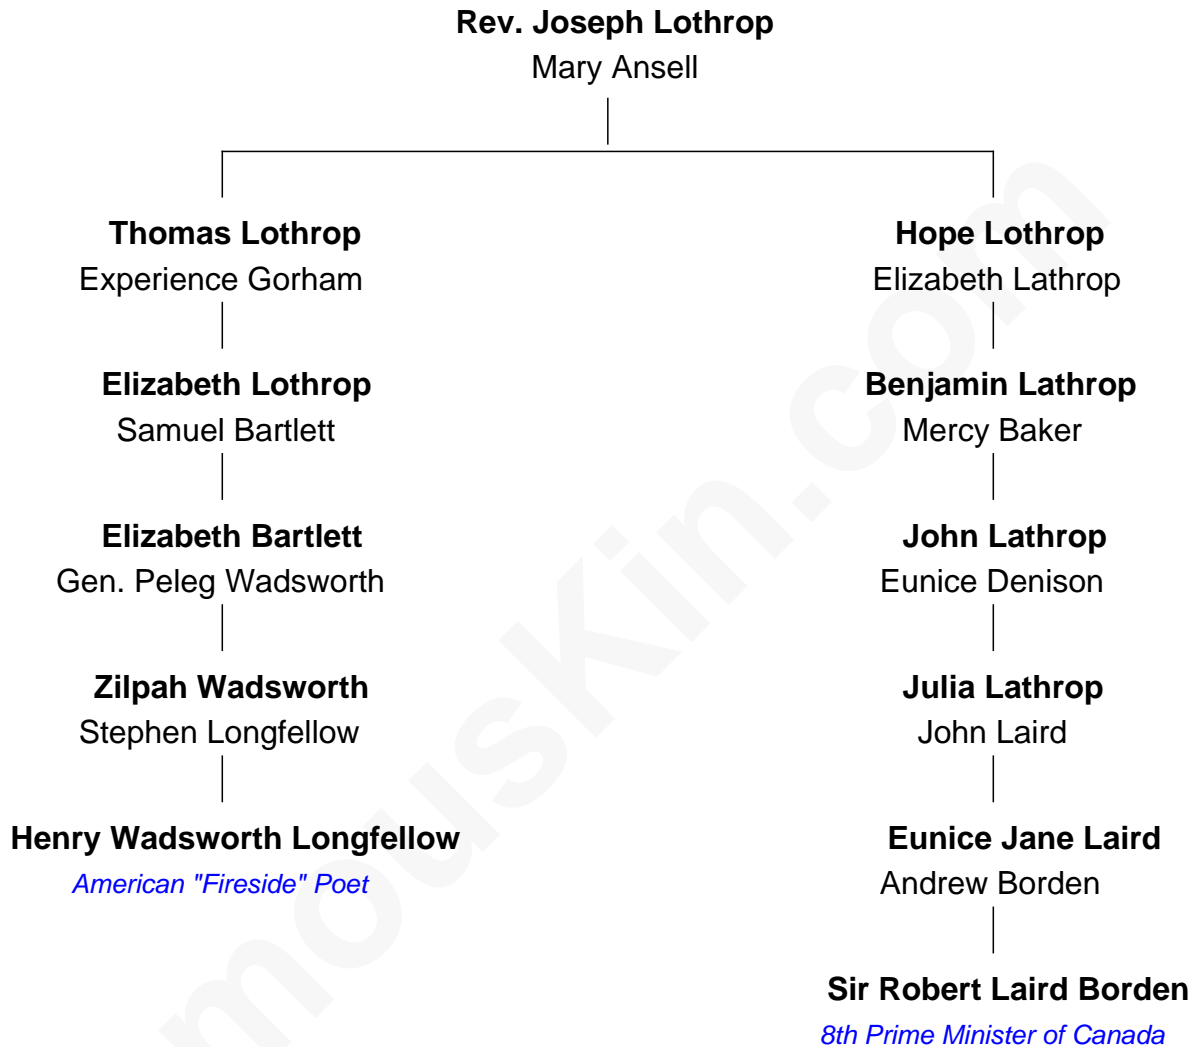 Rev. Joseph Lothrop
Mary Ansell
Thomas Lothrop
Experience Gorham
Hope Lothrop
Elizabeth Lathrop
Elizabeth Lothrop
Samuel Bartlett
Benjamin Lathrop
Mercy Baker
Elizabeth Bartlett
Gen. Peleg Wadsworth
John Lathrop
Eunice Denison
Zilpah Wadsworth
Stephen Longfellow
Julia Lathrop
John Laird
Henry Wadsworth Longfellow
American "Fireside" Poet
Eunice Jane Laird
Andrew Borden
Sir Robert Laird Borden
8th Prime Minister of Canada
mousKin.com